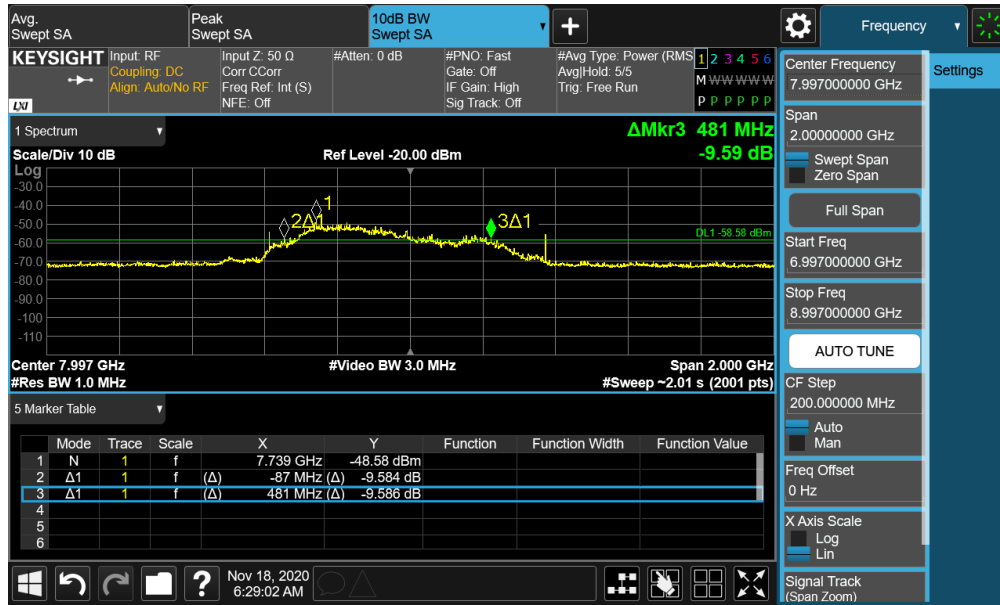 Avg.
Swept SA
Peak
Swept SA
10dB BW
Swept SA
Frequency
KEYSIGHT
LXI
Input: RF
Coupling: DC
Align: Auto/No RF
Input Z: 50 Ω
Corr CCorr
Freq Ref: Int (S)
NFE: Off
#Atten: 0 dB
#PNO: Fast
Gate: Off
IF Gain: High
Sig Track: Off
#Avg Type: Power (RMS
Avg|Hold: 5/5
Trig: Free Run
1 2 3 4 5 6
M W W W W W
P P P P P P
1 Spectrum
ΔMkr3 481 MHz
-9.59 dB
Scale/Div 10 dB
Ref Level -20.00 dBm
Log
-30.0
-40.0
-50.0
-60.0
-70.0
-80.0
-90.0
-100
-110
1
2Δ1
3Δ1
DL1 -58.58 dBm
Center 7.997 GHz
#Video BW 3.0 MHz
Span 2.000 GHz
#Res BW 1.0 MHz
#Sweep ~2.01 s (2001 pts)
5 Marker Table
Mode Trace Scale X Y Function Function Width Function Value
1 N 1 f 7.739 GHz -48.58 dBm
2 Δ1 1 f (Δ) -87 MHz (Δ) -9.584 dB
3 Δ1 1 f (Δ) 481 MHz (Δ) -9.586 dB
4
5
6
?
Nov 18, 2020
6:29:02 AM
Center Frequency
7.997000000 GHz
Span
2.00000000 GHz
Swept Span
Zero Span
Full Span
Start Freq
6.997000000 GHz
Stop Freq
8.997000000 GHz
AUTO TUNE
CF Step
200.000000 MHz
Auto
Man
Freq Offset
0 Hz
X Axis Scale
Log
Lin
Signal Track
(Span Zoom)
Settings